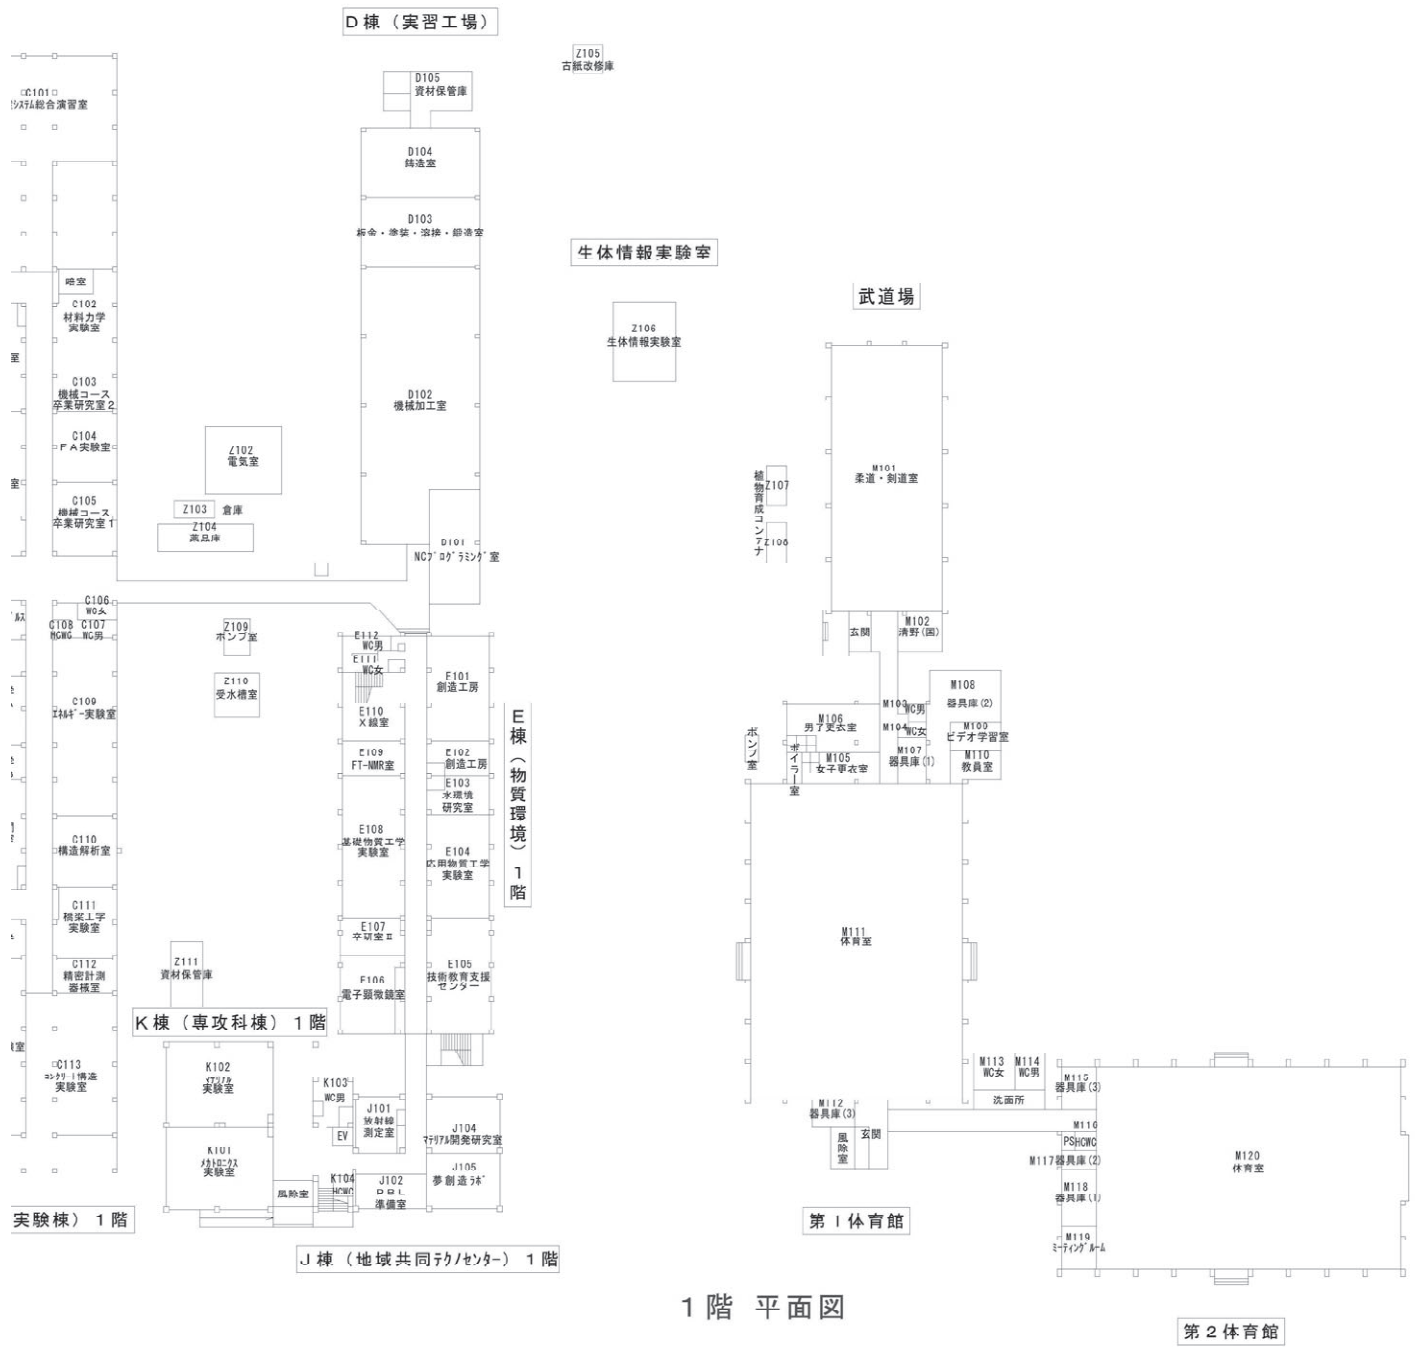 D棟（実習工場）
Z105
古紙改修庫
D105
資材保管庫
C101
ｼｽﾃﾑ総合演習室
D104
鋳造室
D103
板金・塗装・溶接・鍛造室
生体情報実験室
暗室
C102
材料力学
実験室
武道場
Z106
生体情報実験室
室
C103
機械コース
卒業研究室２
D102
機械加工室
C104
ＦＡ実験室
Z102
電気室
室
M101
柔道・剣道室
植物育成コンテナ
Z107
Z108
C105
機械コース
卒業研究室１
Z103
倉庫
Z104
薬品庫
D101
NCﾌﾟﾛｸﾞﾗﾐﾝｸﾞ室
C106
WC女
C108
HCWC
C107
WC男
Z109
ポンプ室
E112
WC男
E111
WC女
E101
創造工房
玄関
M102
清野(国)
Z110
受水槽室
C109
ｴﾈﾙｷﾞｰ実験室
E110
Ｘ線室
E棟（物質環境）１階
M108
器具庫(2)
M103
WC男
M104
WC女
M106
男子更衣室
M109
ビデオ学習室
ポンプ室
ボイラー室
M105
女子更衣室
M107
器具庫(1)
M110
教員室
E109
FT-NMR室
E102
創造工房
E103
水環境
研究室
C110
構造解析室
E108
基礎物質工学
実験室
E104
応用物質工学
実験室
C111
橋梁工学
実験室
E107
卒研室Ⅱ
M111
体育室
C112
精密計測
器械室
Z111
資材保管庫
E106
電子顕微鏡室
E105
技術教育支援
センター
K棟（専攻科棟）１階
C113
ｺﾝｸﾘｰﾄ構造
実験室
K102
ﾏﾃﾘｱﾙ
実験室
K103
WC男
J101
放射線
測定室
EV
J104
ﾏﾃﾘｱﾙ開発研究室
M113
WC女
M114
WC男
洗面所
M115
器具庫(3)
M112
器具庫(3)
風除室
玄関
M116
PS
HCWC
M117器具庫(2)
M120
体育室
K101
ﾒｶﾄﾛﾆｸｽ
実験室
風除室
K104
HCWC
J102
ＰＢＬ
準備室
J105
夢創造ﾗﾎﾞ
M118
器具庫(1)
M119
ﾐｰﾃｨﾝｸﾞﾙｰﾑ
実験棟）１階
第１体育館
J棟（地域共同ﾃｸﾉｾﾝﾀｰ）１階
１階 平面図
第２体育館